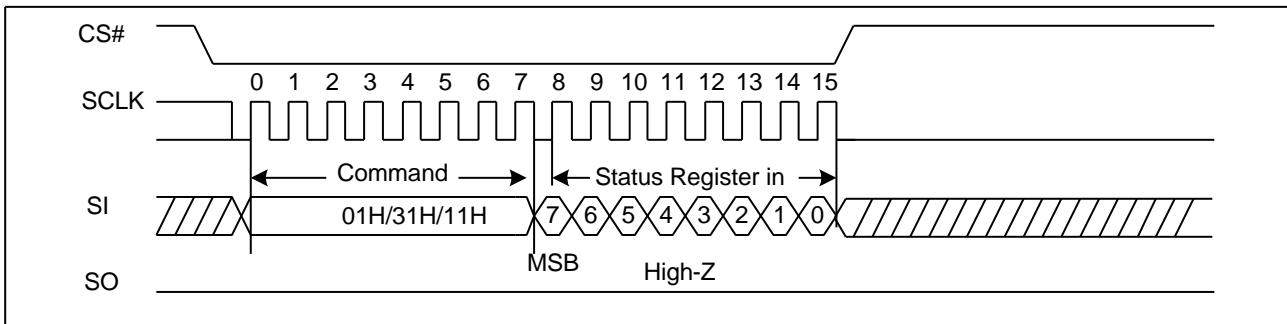 CS#
0 1 2 3 4 5 6 7 8 9 10 11 12 13 14 15
SCLK
Command
Status Register in
SI
01H/31H/11H
7 6 5 4 3 2 1 0
MSB
High-Z
SO